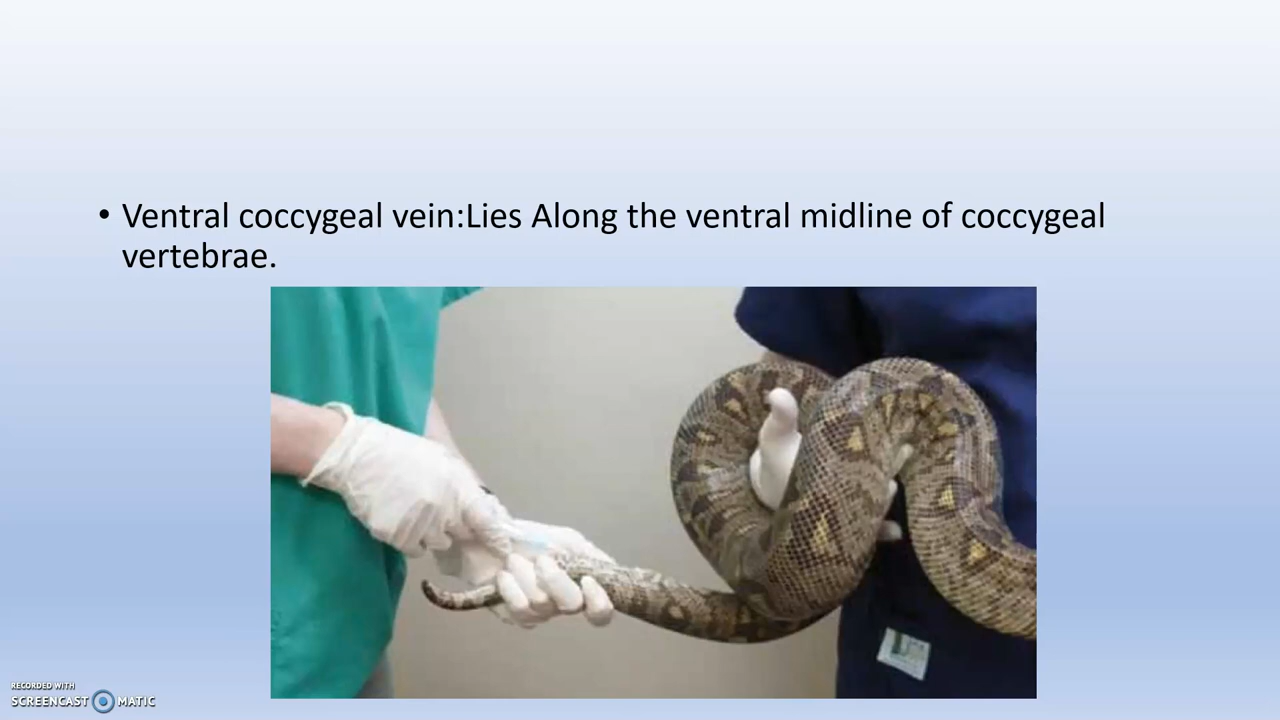 • Ventral coccygeal vein:Lies Along the ventral midline of coccygeal
vertebrae.
RECORDED WITH
SCREENCAST MATIC